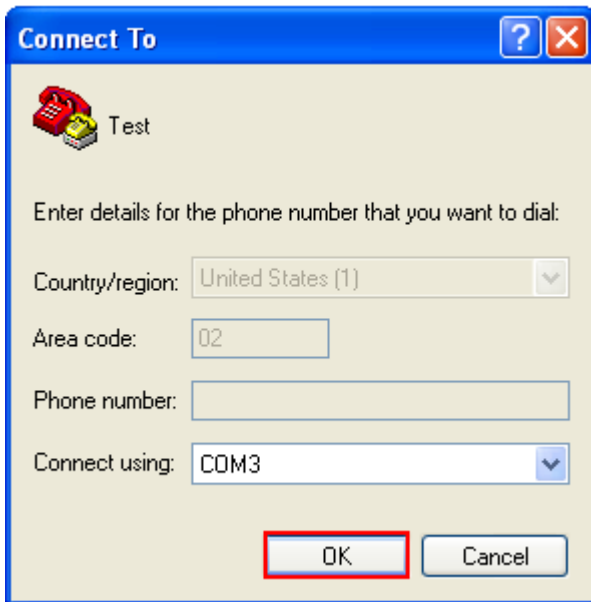 Connect To
?
Test
Enter details for the phone number that you want to dial:
Country/region: United States (1)
Area code: 02
Phone number:
Connect using: COM3
OK Cancel